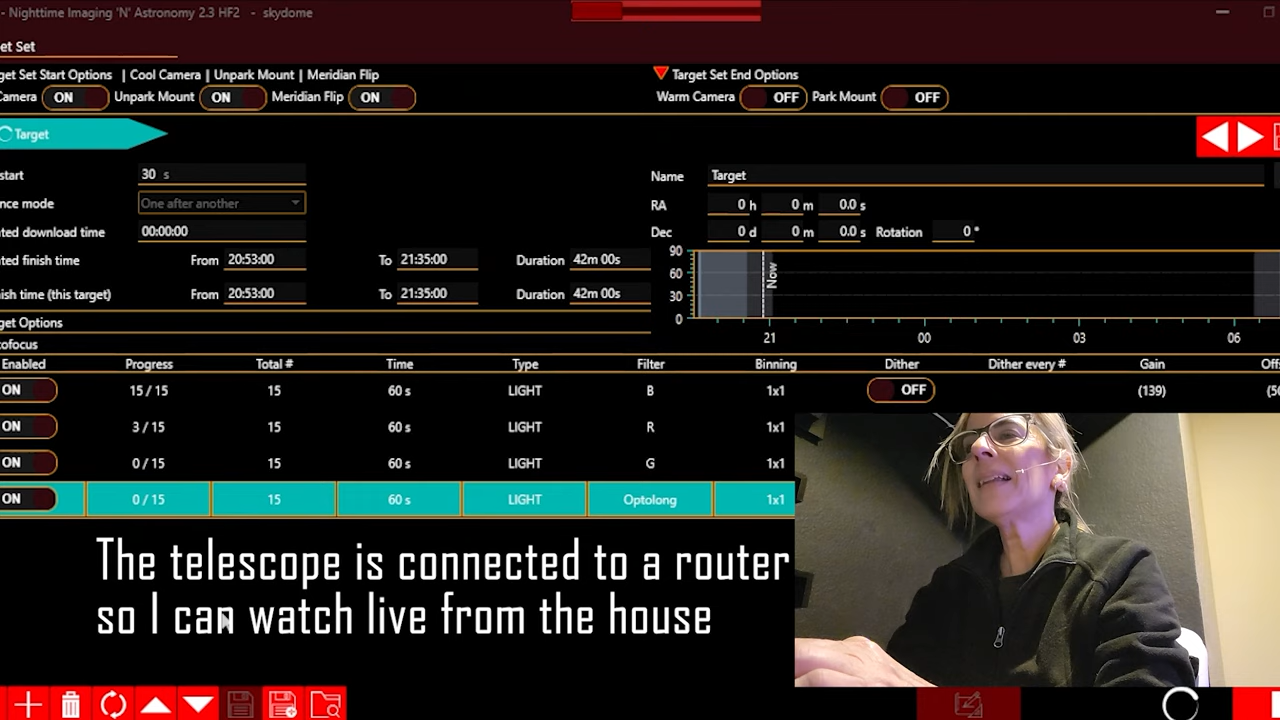 - Nighttime Imaging 'N' Astronomy 2.3 HF2 - skydome
et Set
get Set Start Options | Cool Camera | Unpark Mount | Meridian Flip
Target Set End Options
Camera ON Unpark Mount ON Meridian Flip ON
Warm Camera OFF Park Mount OFF
Target
start 30 s
Name Target
nce mode One after another
RA 0 h 0 m 0.0 s
ted download time 00:00:00
Dec 0 d 0 m 0.0 s Rotation 0 °
ted finish time From 20:53:00 To 21:35:00 Duration 42m 00s
nish time (this target) From 20:53:00 To 21:35:00 Duration 42m 00s
90
60
30
0
Now
21 00 03 06
get Options
tofocus
Enabled Progress Total # Time Type Filter Binning Dither Dither every # Gain Off
ON 15 / 15 15 60 s LIGHT B 1x1 OFF (139) (50
ON 3 / 15 15 60 s LIGHT R 1x1
ON 0 / 15 15 60 s LIGHT G 1x1
ON 0 / 15 15 60 s LIGHT Optolong 1x1
The telescope is connected to a router
so I can watch live from the house